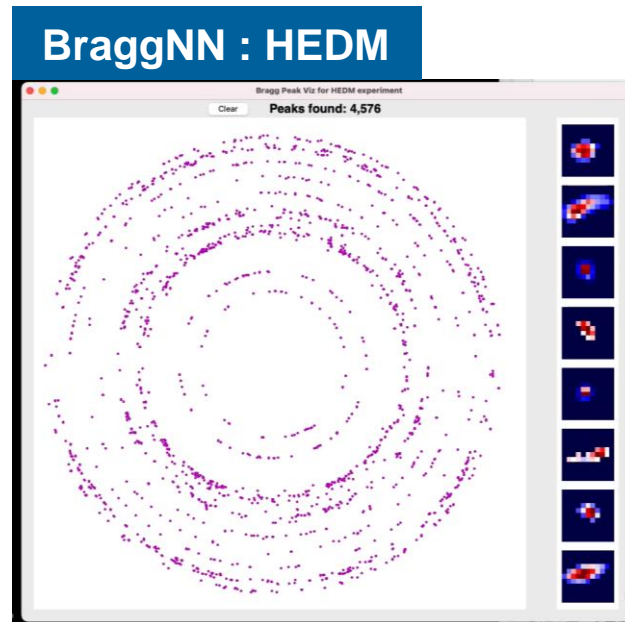 BraggNN : HEDM
Bragg Peak Viz for HEDM experiment
Clear Peaks found: 4,576